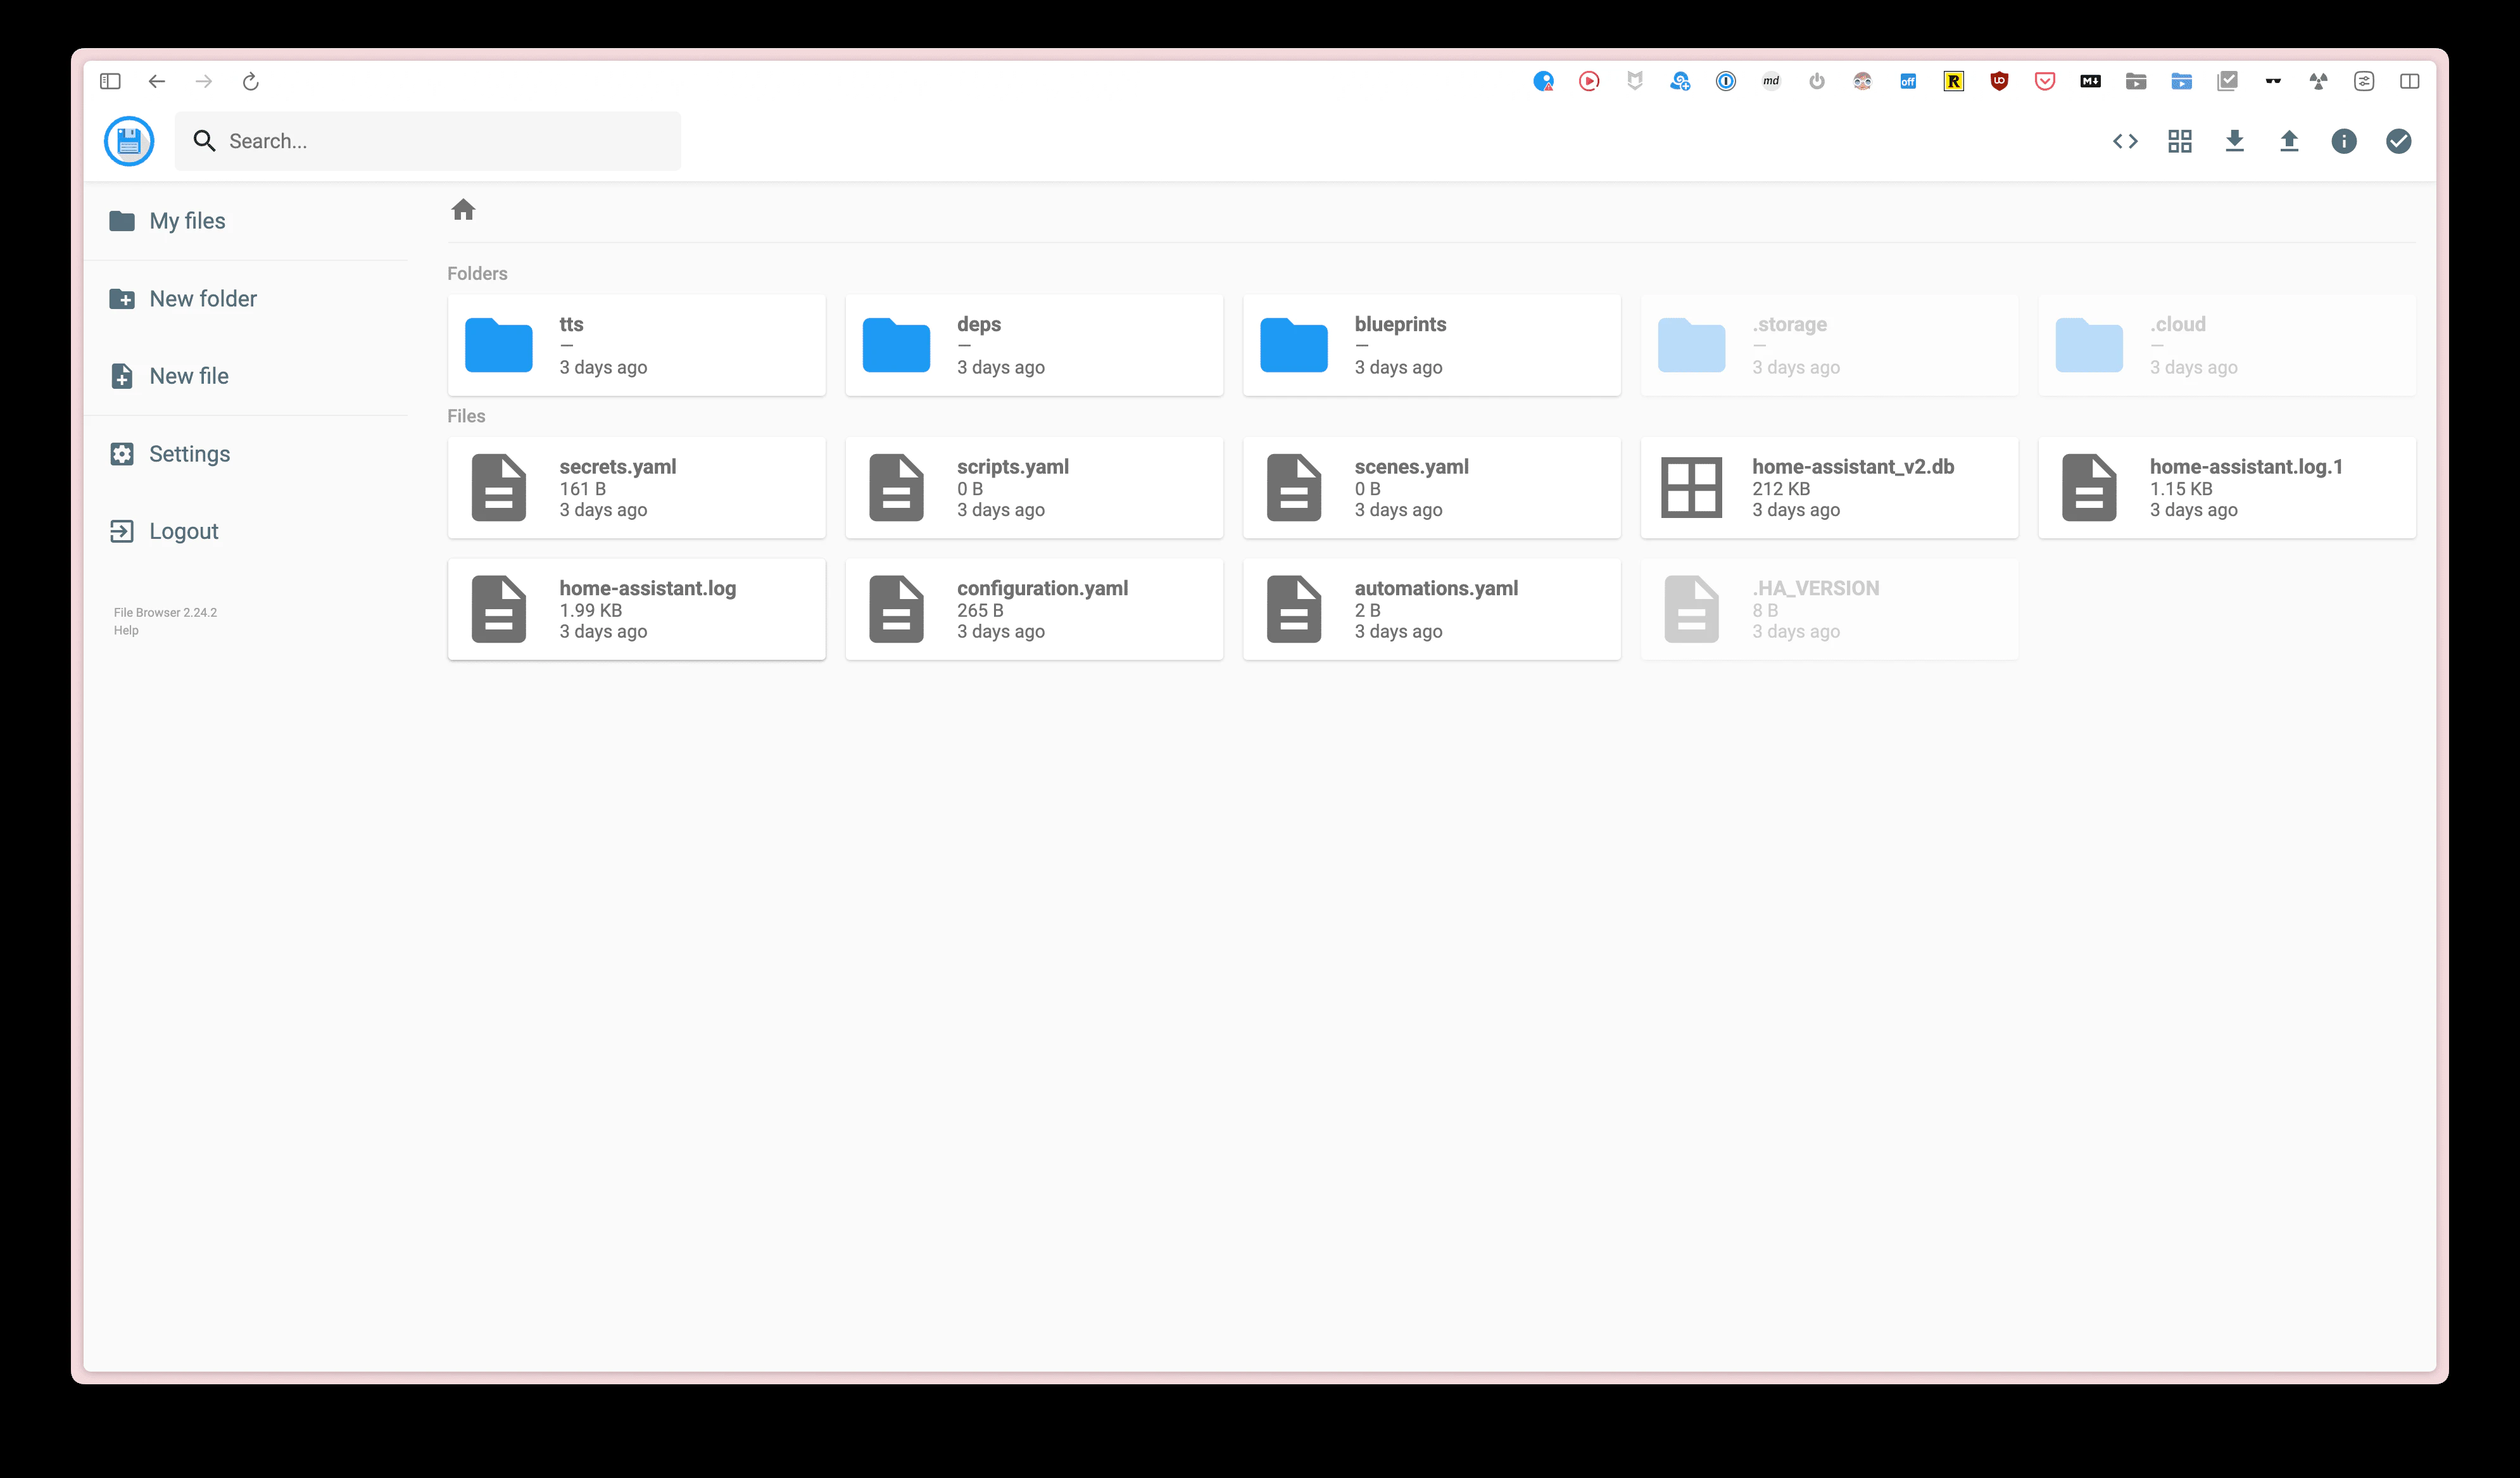 md
off
R
UO
M
Search...
My files
New folder
New file
Settings
Logout
File Browser 2.24.2
Help
Folders
tts
—
3 days ago
deps
—
3 days ago
blueprints
—
3 days ago
.storage
—
3 days ago
.cloud
—
3 days ago
Files
secrets.yaml
161 B
3 days ago
scripts.yaml
0 B
3 days ago
scenes.yaml
0 B
3 days ago
home-assistant_v2.db
212 KB
3 days ago
home-assistant.log.1
1.15 KB
3 days ago
home-assistant.log
1.99 KB
3 days ago
configuration.yaml
265 B
3 days ago
automations.yaml
2 B
3 days ago
.HA_VERSION
8 B
3 days ago